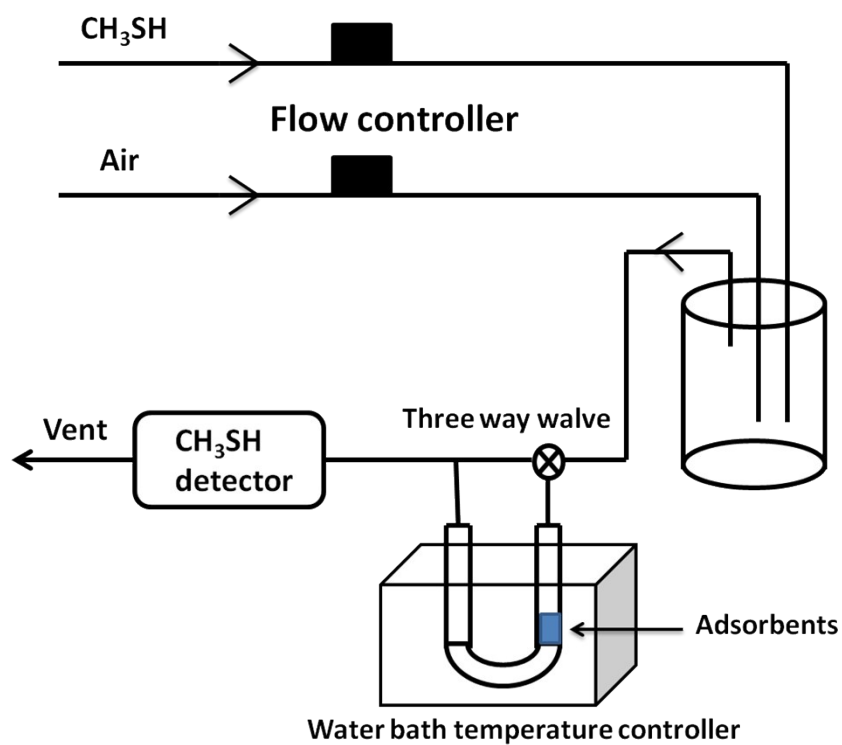 CH₃SH
Flow controller
Air
Three way walve
Vent
CH₃SH
detector
Adsorbents
Water bath temperature controller